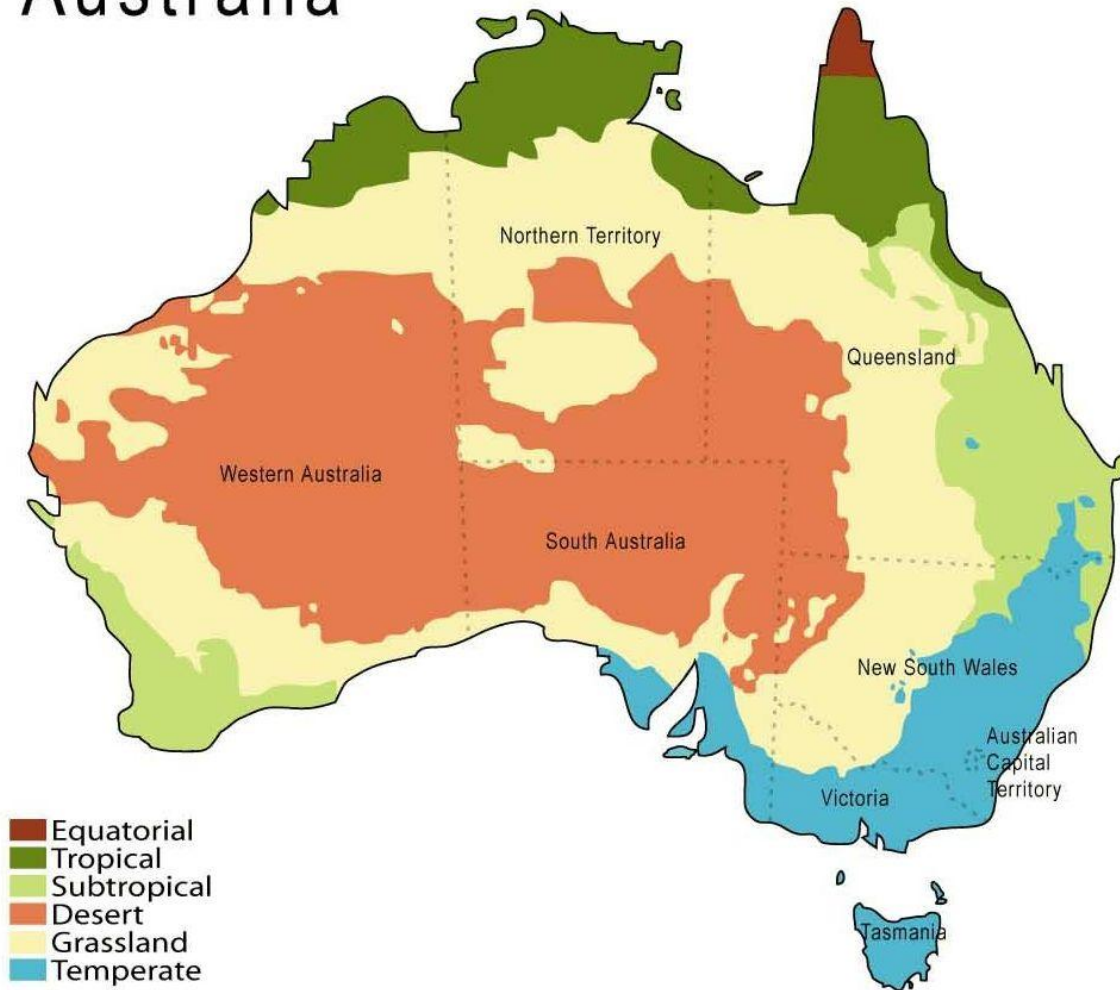 Australia
Northern Territory
Queensland
Western Australia
South Australia
New South Wales
Australian
Capital
Territory
Victoria
Tasmania
Equatorial
Tropical
Subtropical
Desert
Grassland
Temperate